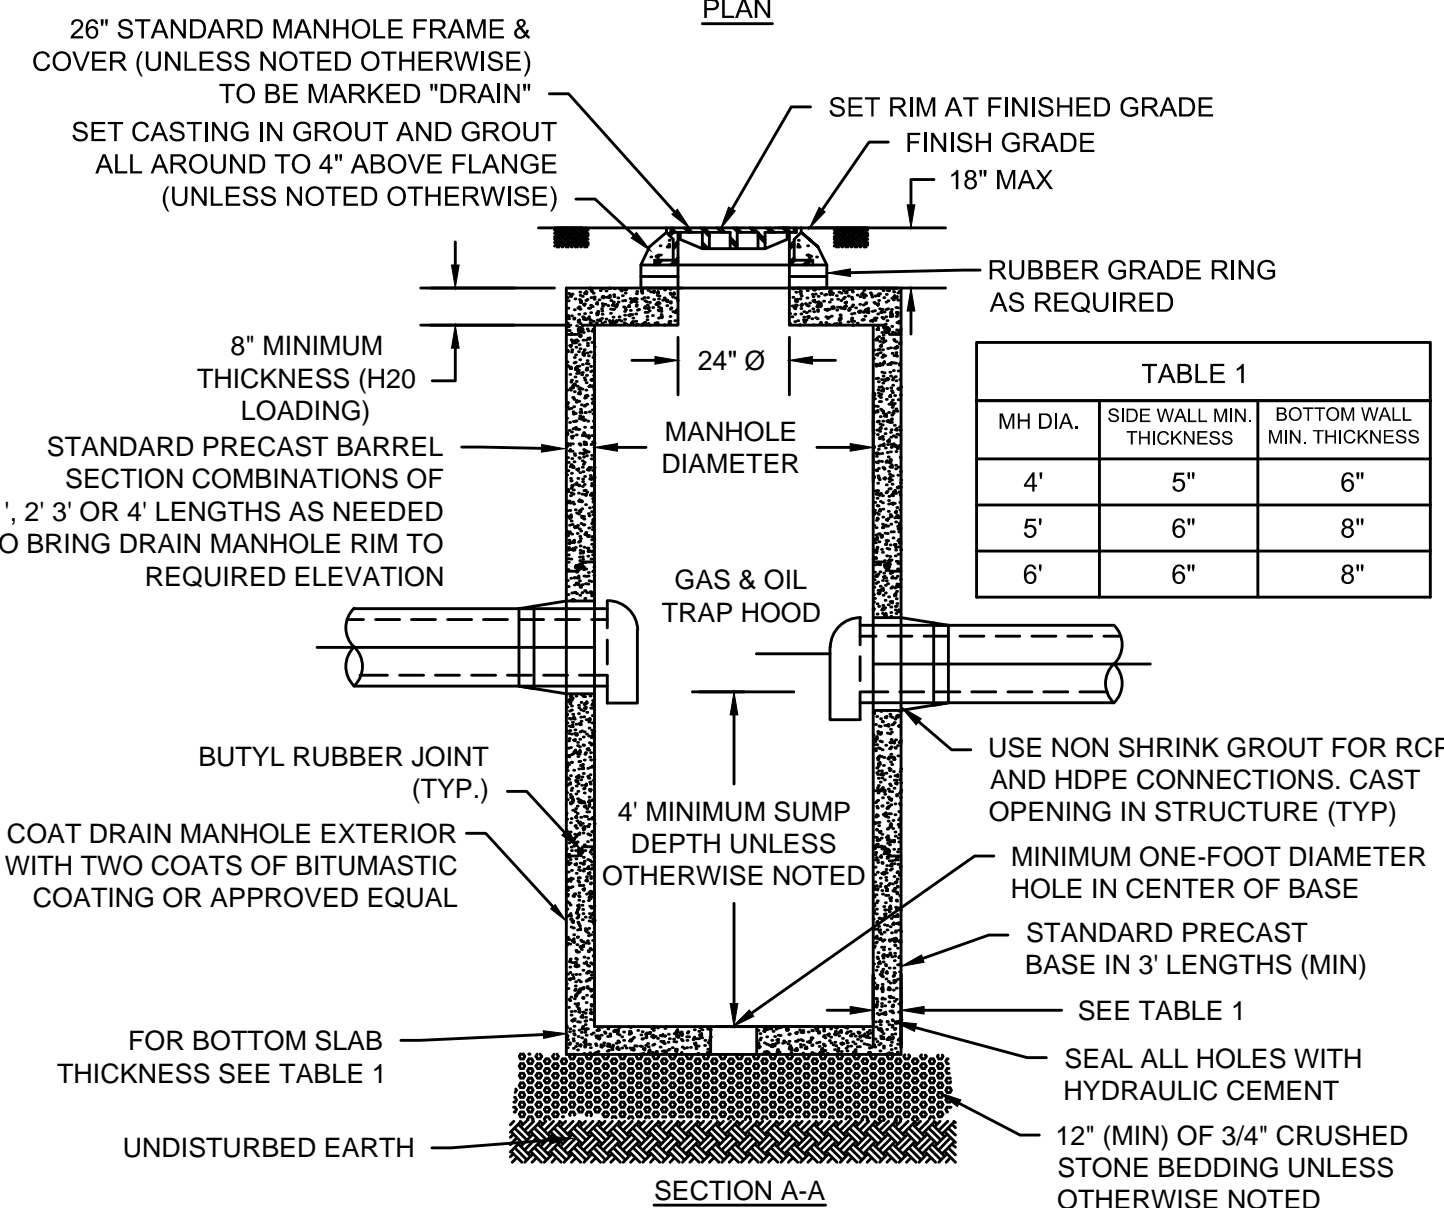 PLAN
26" STANDARD MANHOLE FRAME &
COVER (UNLESS NOTED OTHERWISE)
TO BE MARKED "DRAIN"
SET CASTING IN GROUT AND GROUT
ALL AROUND TO 4" ABOVE FLANGE
(UNLESS NOTED OTHERWISE)
SET RIM AT FINISHED GRADE
FINISH GRADE
18" MAX
RUBBER GRADE RING
AS REQUIRED
8" MINIMUM
THICKNESS (H20
LOADING)
24" Ø
STANDARD PRECAST BARREL
SECTION COMBINATIONS OF
', 2' 3' OR 4' LENGTHS AS NEEDED
O BRING DRAIN MANHOLE RIM TO
REQUIRED ELEVATION
MANHOLE
DIAMETER
TABLE 1
MH DIA. SIDE WALL MIN. THICKNESS BOTTOM WALL MIN. THICKNESS
4' 5" 6"
5' 6" 8"
6' 6" 8"
GAS & OIL
TRAP HOOD
BUTYL RUBBER JOINT
(TYP.)
COAT DRAIN MANHOLE EXTERIOR
WITH TWO COATS OF BITUMASTIC
COATING OR APPROVED EQUAL
4' MINIMUM SUMP
DEPTH UNLESS
OTHERWISE NOTED
USE NON SHRINK GROUT FOR RCP
AND HDPE CONNECTIONS. CAST
OPENING IN STRUCTURE (TYP)
MINIMUM ONE-FOOT DIAMETER
HOLE IN CENTER OF BASE
STANDARD PRECAST
BASE IN 3' LENGTHS (MIN)
SEE TABLE 1
FOR BOTTOM SLAB
THICKNESS SEE TABLE 1
SEAL ALL HOLES WITH
HYDRAULIC CEMENT
UNDISTURBED EARTH
12" (MIN) OF 3/4" CRUSHED
STONE BEDDING UNLESS
OTHERWISE NOTED
SECTION A-A